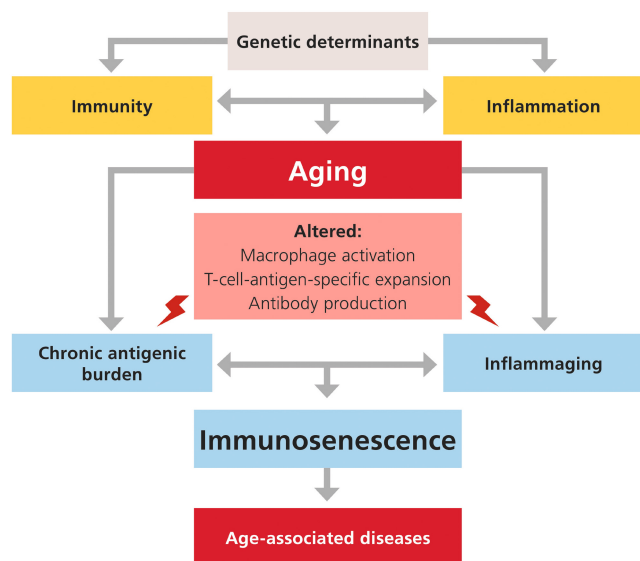 Genetic determinants
Immunity
Inflammation
Aging
Altered:
Macrophage activation
T-cell-antigen-specific expansion
Antibody production
Chronic antigenic
burden
Inflammaging
Immunosenescence
Age-associated diseases